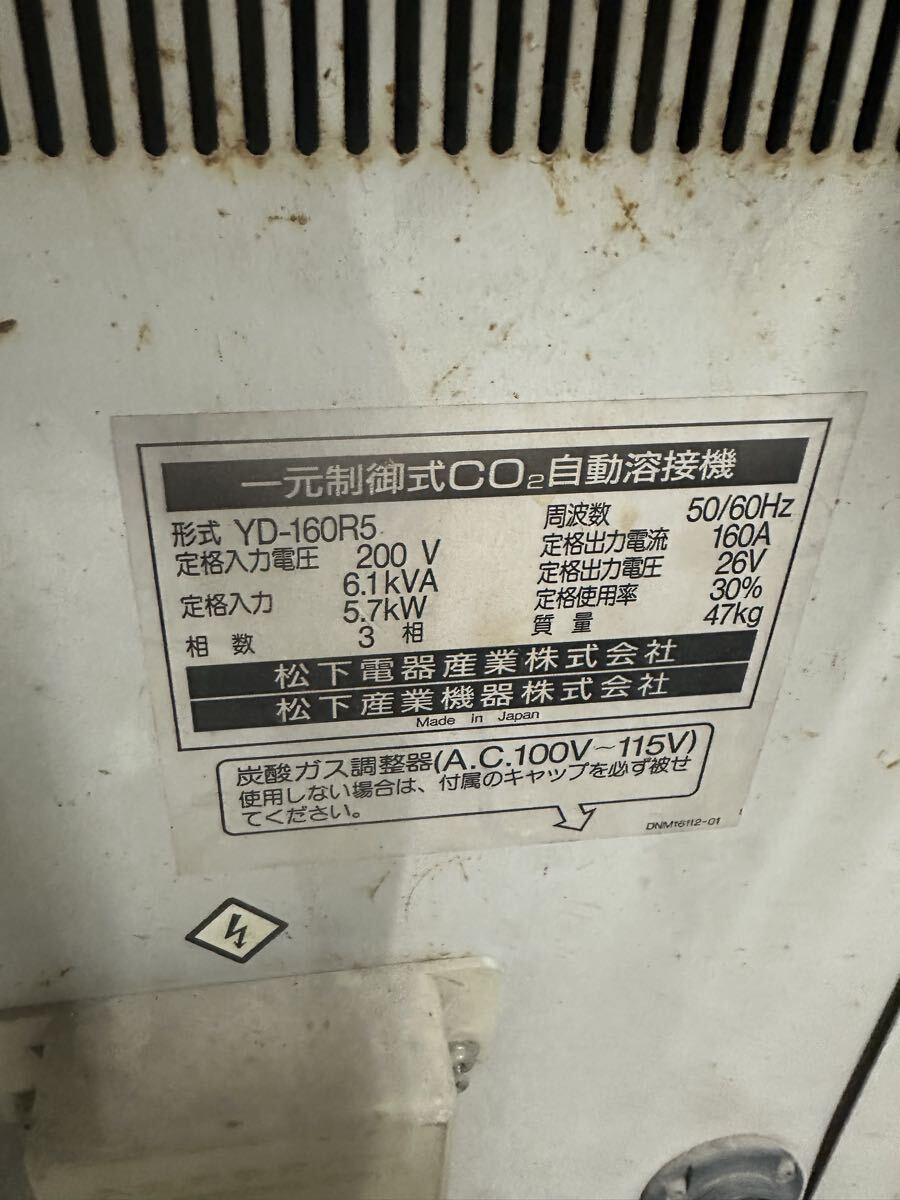 一元制御式CO₂自動溶接機
形式 YD-160R5
定格入力電圧 200 V
定格入力 6.1kVA
5.7kW
相数 3 相
周波数 50/60Hz
定格出力電流 160A
定格出力電圧 26V
定格使用率 30%
質量 47kg
松下電器産業株式会社
松下産業機器株式会社
Made in Japan
炭酸ガス調整器(A.C.100V~115V)
使用しない場合は、付属のキャップを必ず被せ
てください。